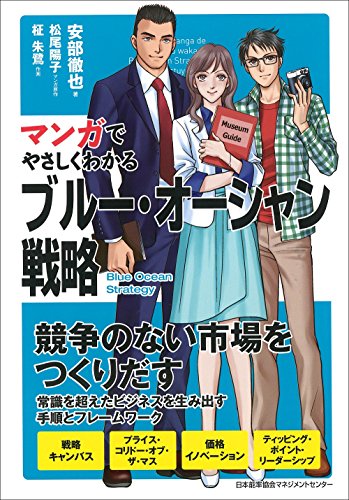 安部徹也 著
松尾陽子 マンガ原作
柾朱鷺 作画
Museum
Guide
マンガで
やさしくわかる
ブルー・オーシャン
戦略
Blue Ocean
Strategy
競争のない市場を
つくりだす
常識を超えたビジネスを生み出す
手順とフレームワーク
戦略
キャンバス
プライス・
コリドー・オブ・
ザ・マス
価格
イノベーション
ティッピング・
ポイント・
リーダーシップ
日本能率協会マネジメントセンター